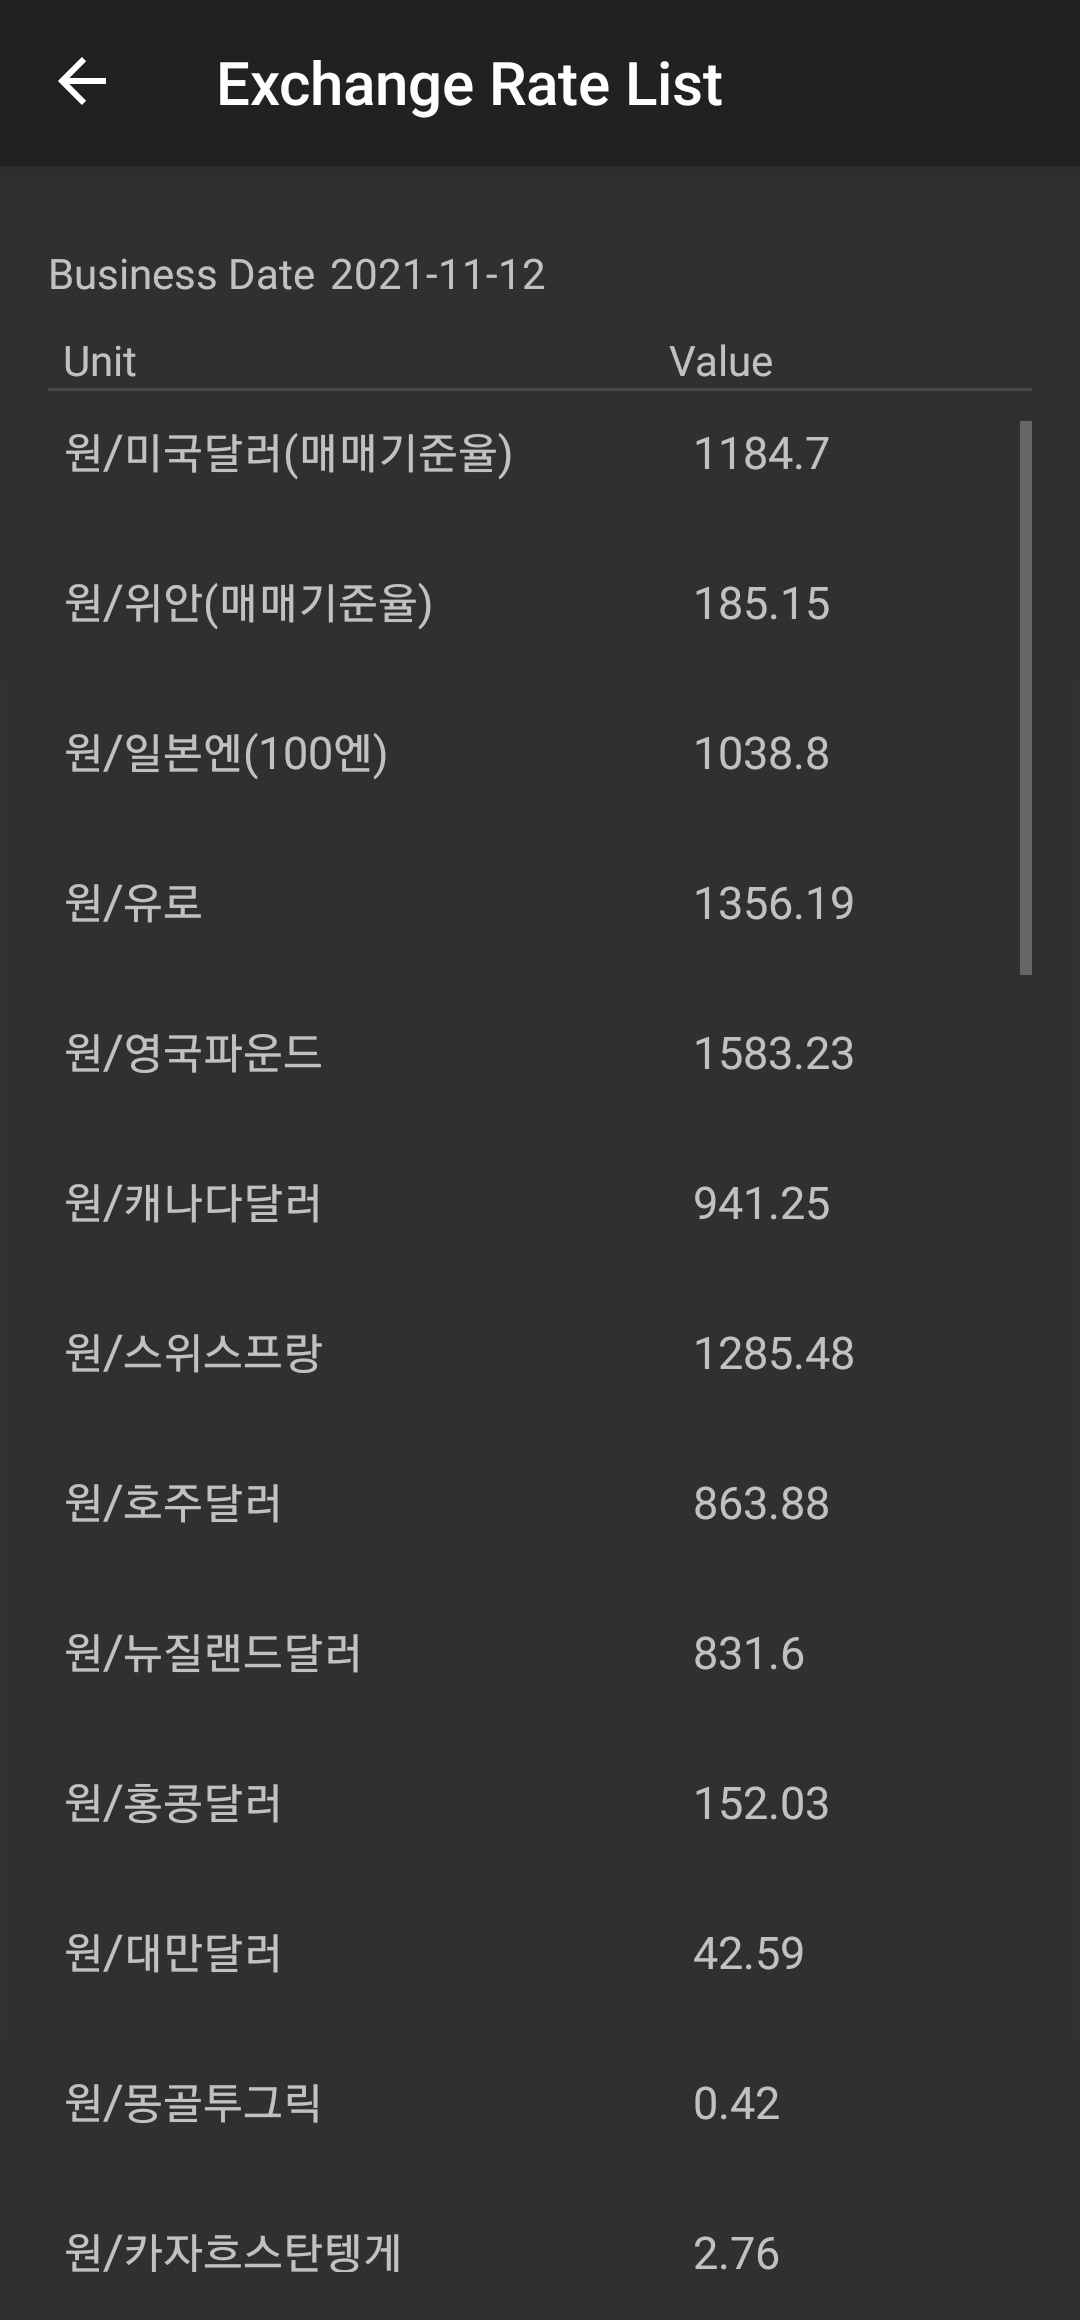 Exchange Rate List
Business Date 2021-11-12
Unit Value
원/미국달러(매매기준율) 1184.7
원/위안(매매기준율) 185.15
원/일본엔(100엔) 1038.8
원/유로 1356.19
원/영국파운드 1583.23
원/캐나다달러 941.25
원/스위스프랑 1285.48
원/호주달러 863.88
원/뉴질랜드달러 831.6
원/홍콩달러 152.03
원/대만달러 42.59
원/몽골투그릭 0.42
원/카자흐스탄텡게 2.76